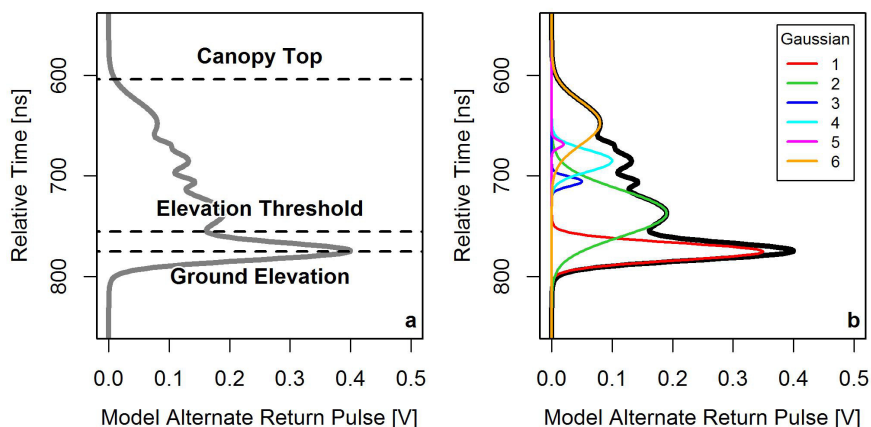 Canopy Top
Elevation Threshold
Ground Elevation
a
600
700
800
Relative Time [ns]
0.0 0.1 0.2 0.3 0.4 0.5
Model Alternate Return Pulse [V]
Gaussian
1
2
3
4
5
6
b
600
700
800
Relative Time [ns]
0.0 0.1 0.2 0.3 0.4 0.5
Model Alternate Return Pulse [V]